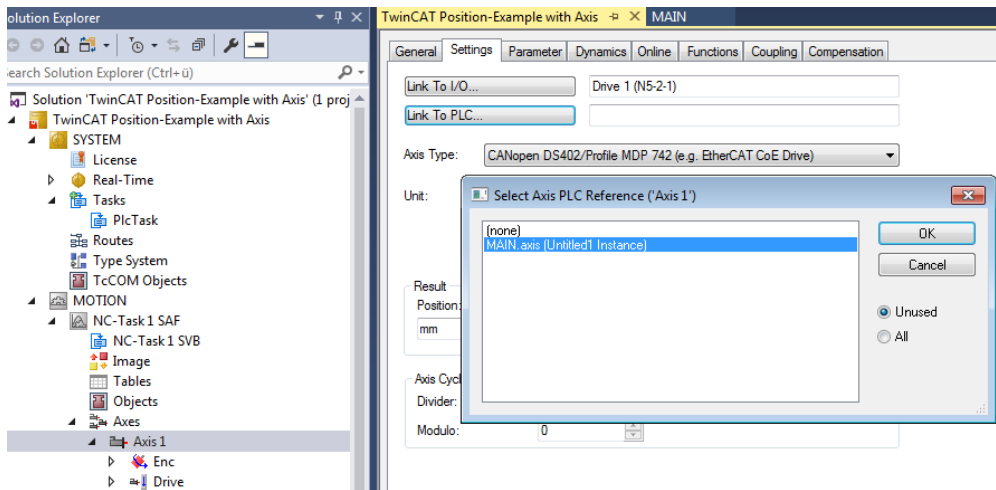 olution Explorer
Search Solution Explorer (Ctrl+ü)
Solution 'TwinCAT Position-Example with Axis' (1 proj
TwinCAT Position-Example with Axis
SYSTEM
License
Real-Time
Tasks
PlcTask
Routes
Type System
TcCOM Objects
MOTION
NC-Task 1 SAF
NC-Task 1 SVB
Image
Tables
Objects
Axes
Axis 1
Enc
Drive
TwinCAT Position-Example with Axis
MAIN
General Settings Parameter Dynamics Online Functions Coupling Compensation
Link To I/O... Drive 1 (N5-2-1)
Link To PLC...
Axis Type: CANopen DS402/Profile MDP 742 (e.g. EtherCAT CoE Drive)
Unit:
Result
Position:
mm
Axis Cycl
Divider:
Modulo: 0
Select Axis PLC Reference ('Axis 1')
(none)
MAIN.axis (Untitled1 Instance)
OK
Cancel
Unused
All